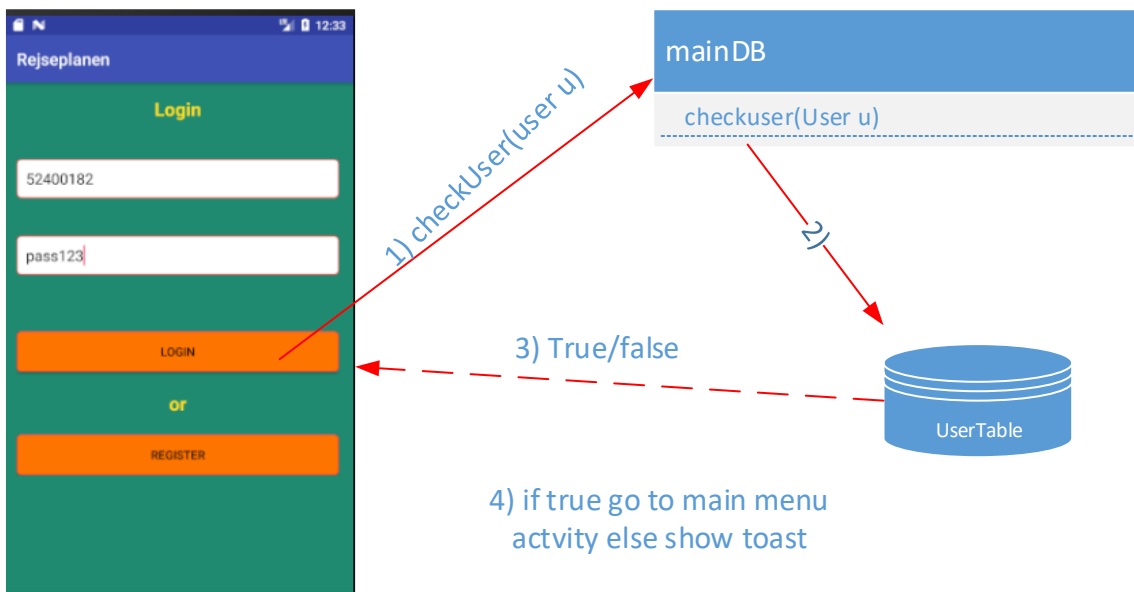 12:33
Rejseplanen
Login
52400182
pass123
LOGIN
or
REGISTER
1) checkUser(user u)
mainDB
checkuser(User u)
2)
3) True/false
UserTable
4) if true go to main menu
actvity else show toast